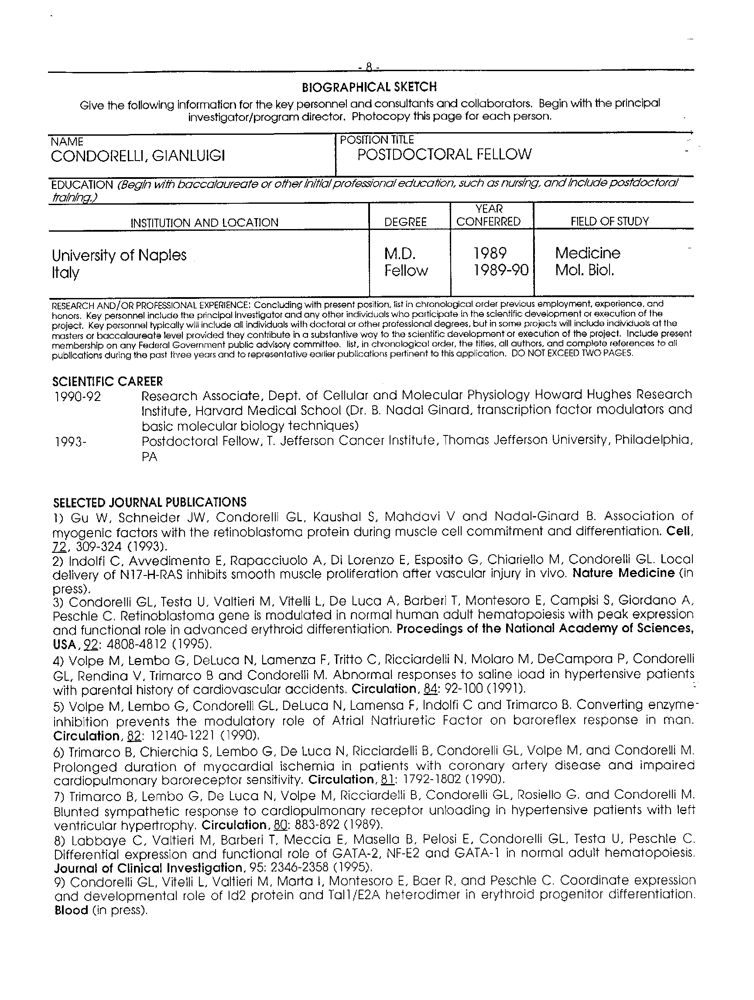 - 8 -
BIOGRAPHICAL SKETCH
Give the following information for the key personnel and consultants and collaborators. Begin with the principal
investigator/program director. Photocopy this page for each person.
NAME
CONDORELLI, GIANLUIGI
POSITION TITLE
POSTDOCTORAL FELLOW
EDUCATION (Begin with baccalaureate or other initial professional education, such as nursing, and include postdoctoral
training.)
INSTITUTION AND LOCATION
DEGREE
YEAR
CONFERRED
FIELD OF STUDY
University of Naples M.D. 1989 Medicine
Italy Fellow 1989-90 Mol. Biol.
RESEARCH AND/OR PROFESSIONAL EXPERIENCE: Concluding with present position, list in chronological order previous employment, experience, and
honors. Key personnel include the principal investigator and any other individuals who participate in the scientific development or execution of the
project. Key personnel typically will include all individuals with doctoral or other professional degrees, but in some projects will include individuals at the
masters or baccalaureate level provided they contribute in a substantive way to the scientific development or execution of the project. Include present
membership on any Federal Government public advisory committee. list, in chronological order, the titles, all authors, and complete references to all
publications during the past three years and to representative earlier publications pertinent to this application. DO NOT EXCEED TWO PAGES.
SCIENTIFIC CAREER
1990-92 Research Associate, Dept. of Cellular and Molecular Physiology Howard Hughes Research
Institute, Harvard Medical School (Dr. B. Nadal Ginard, transcription factor modulators and
basic molecular biology techniques)
1993- Postdoctoral Fellow, T. Jefferson Cancer Institute, Thomas Jefferson University, Philadelphia,
PA
SELECTED JOURNAL PUBLICATIONS
1) Gu W, Schneider JW, Condorelli GL, Kaushal S, Mahdavi V and Nadal-Ginard B. Association of
myogenic factors with the retinoblastoma protein during muscle cell commitment and differentiation. Cell,
72, 309-324 (1993).
2) Indolfi C, Avvedimento E, Rapacciuolo A, Di Lorenzo E, Esposito G, Chiariello M, Condorelli GL. Local
delivery of N17-H-RAS inhibits smooth muscle proliferation after vascular injury in vivo. Nature Medicine (in
press).
3) Condorelli GL, Testa U, Valtieri M, Vitelli L, De Luca A, Barberi T, Montesoro E, Campisi S, Giordano A,
Peschle C. Retinoblastoma gene is modulated in normal human adult hematopoiesis with peak expression
and functional role in advanced erythroid differentiation. Procedings of the National Academy of Sciences,
USA, 92: 4808-4812 (1995).
4) Volpe M, Lembo G, DeLuca N, Lamenza F, Tritto C, Ricciardelli N, Molaro M, DeCampora P, Condorelli
GL, Rendina V, Trimarco B and Condorelli M. Abnormal responses to saline load in hypertensive patients
with parental history of cardiovascular accidents. Circulation, 84: 92-100 (1991).
5) Volpe M, Lembo G, Condorelli GL, DeLuca N, Lamensa F, Indolfi C and Trimarco B. Converting enzyme-
inhibition prevents the modulatory role of Atrial Natriuretic Factor on baroreflex response in man.
Circulation, 82: 12140-1221 (1990).
6) Trimarco B, Chierchia S, Lembo G, De Luca N, Ricciardelli B, Condorelli GL, Volpe M, and Condorelli M.
Prolonged duration of myocardial ischemia in patients with coronary artery disease and impaired
cardiopulmonary baroreceptor sensitivity. Circulation, 81: 1792-1802 (1990).
7) Trimarco B, Lembo G, De Luca N, Volpe M, Ricciardelli B, Condorelli GL, Rosiello G. and Condorelli M.
Blunted sympathetic response to cardiopulmonary receptor unloading in hypertensive patients with left
ventricular hypertrophy. Circulation, 80: 883-892 (1989).
8) Labbaye C, Valtieri M, Barberi T, Meccia E, Masella B, Pelosi E, Condorelli GL, Testa U, Peschle C.
Differential expression and functional role of GATA-2, NF-E2 and GATA-1 in normal adult hematopoiesis.
Journal of Clinical Investigation, 95: 2346-2358 (1995).
9) Condorelli GL, Vitelli L, Valtieri M, Marta I, Montesoro E, Baer R, and Peschle C. Coordinate expression
and developmental role of Id2 protein and Tal1/E2A heterodimer in erythroid progenitor differentiation.
Blood (in press).